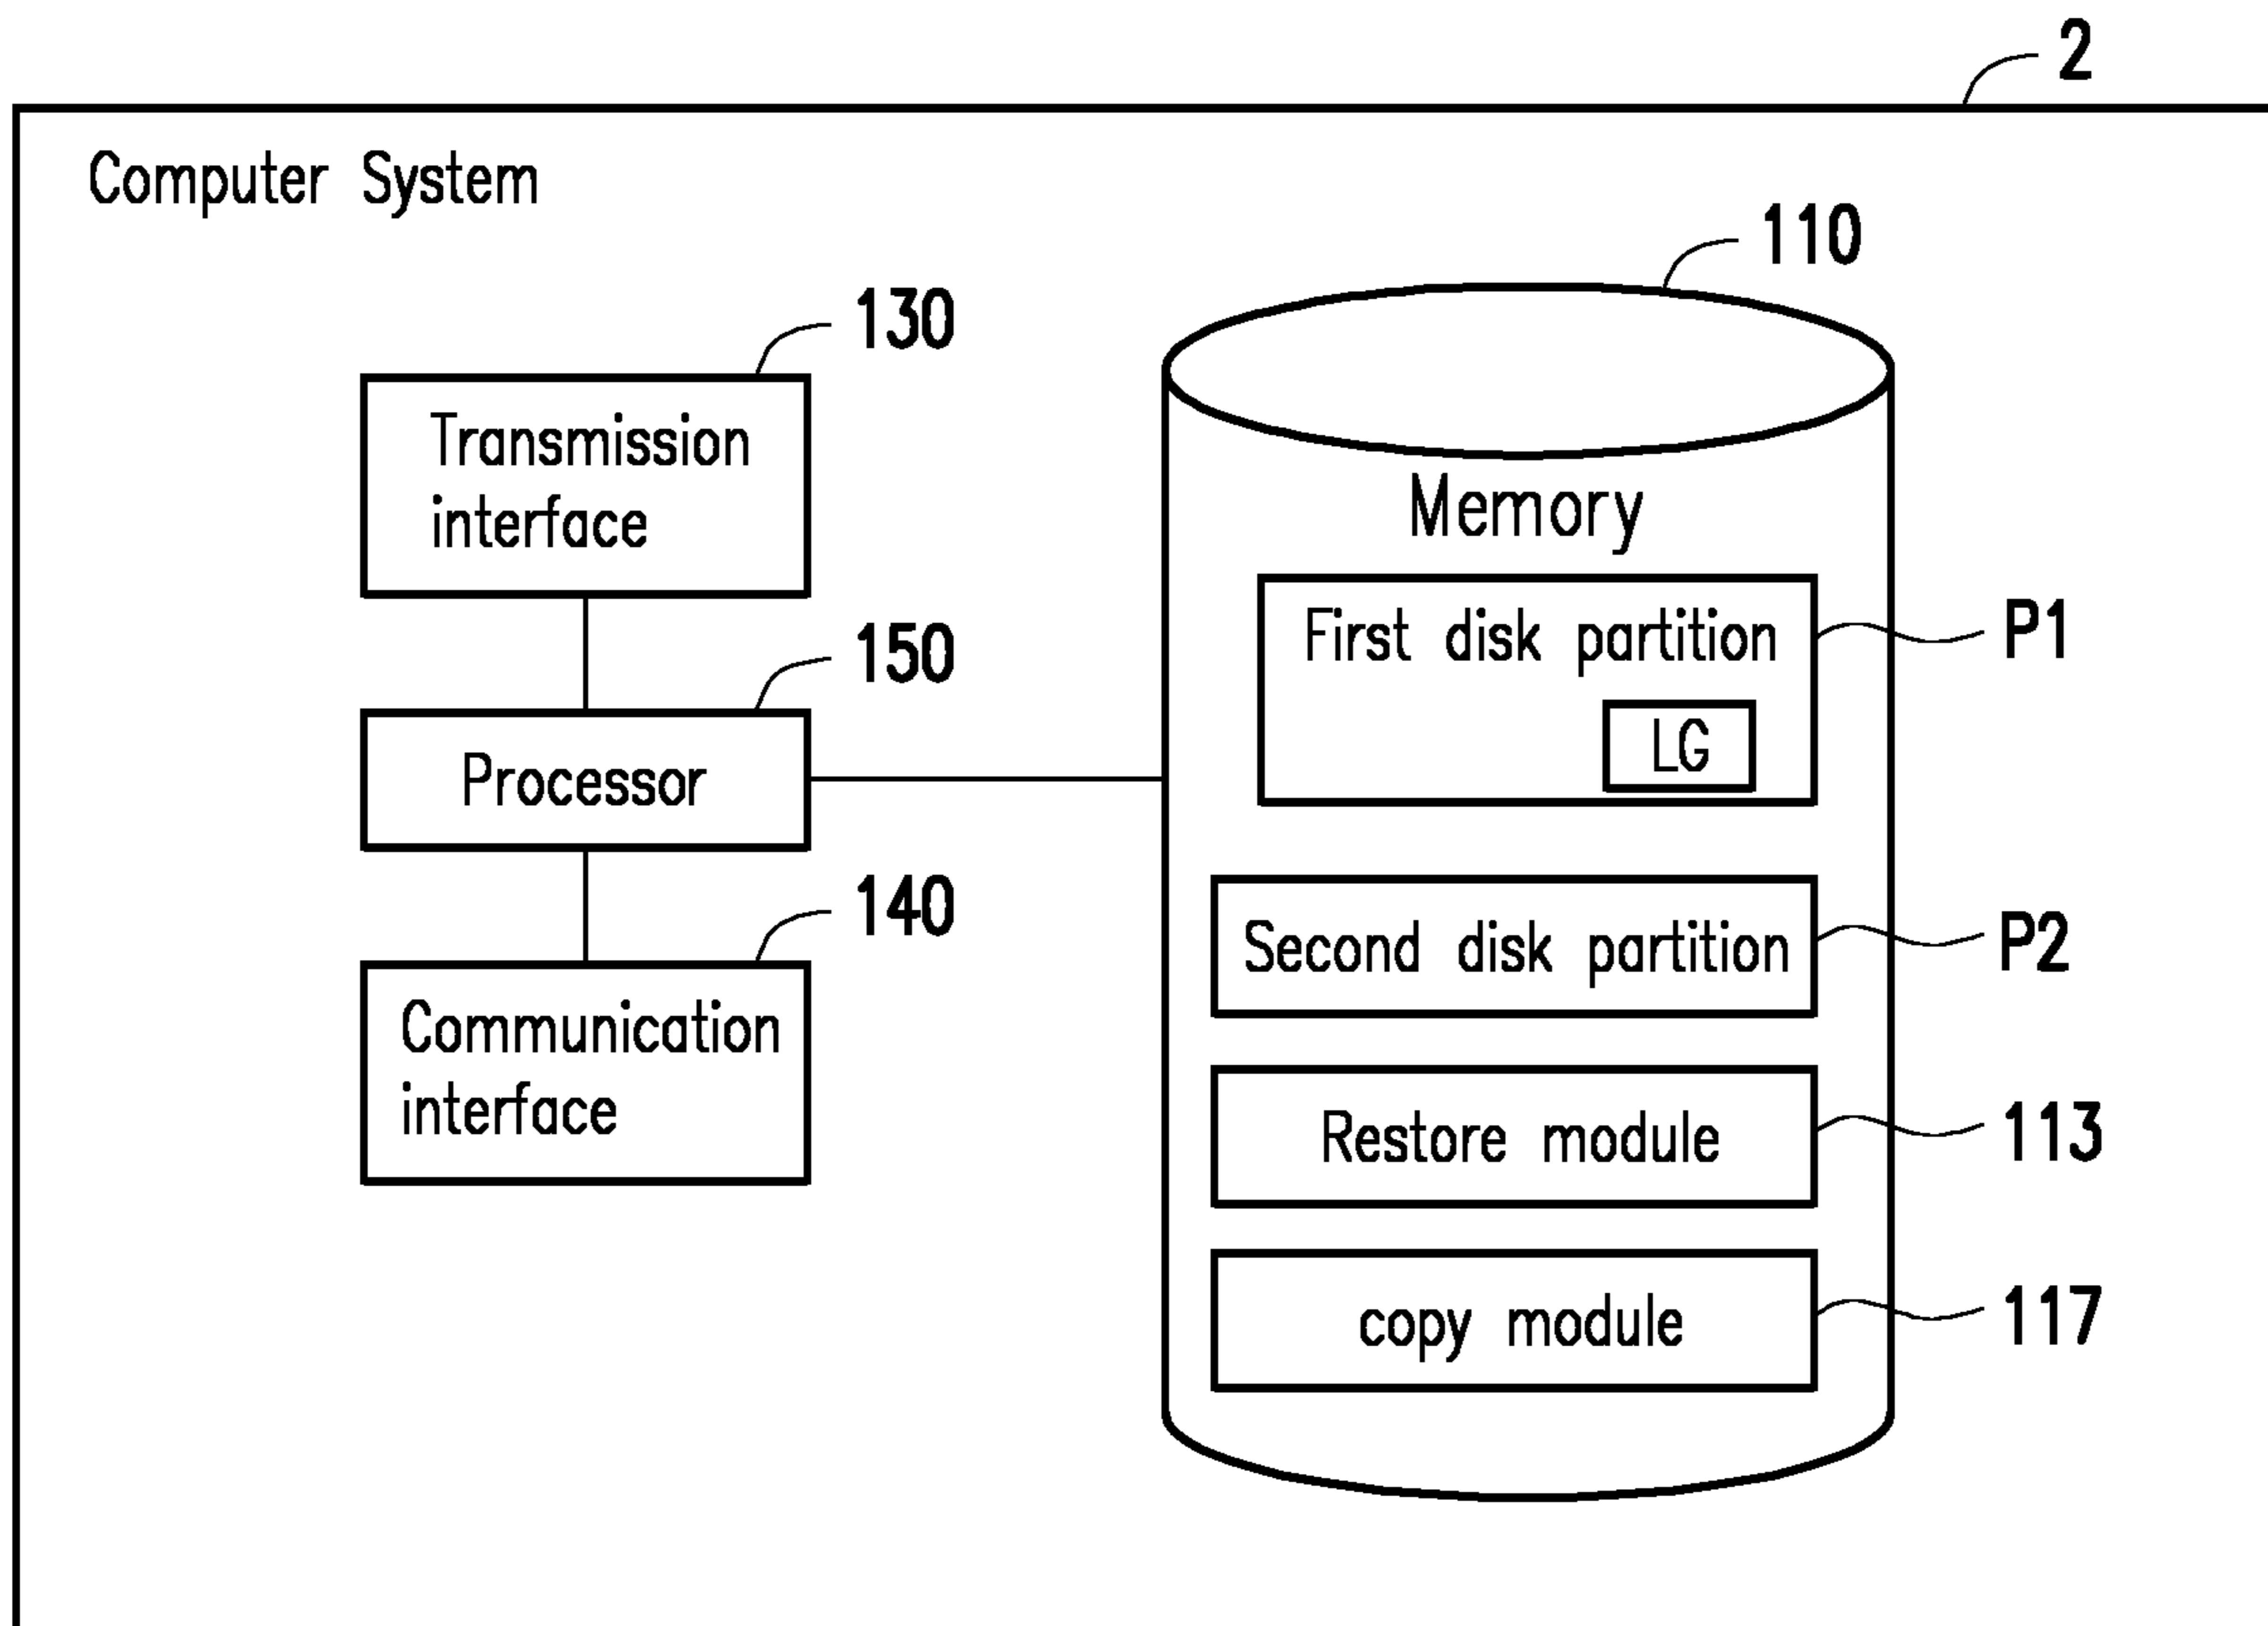 2
Computer System
110
130
Transmission
interface
Memory
First disk partition
P1
LG
150
Processor
140
Second disk partition
P2
Communication
interface
Restore module
113
copy module
117